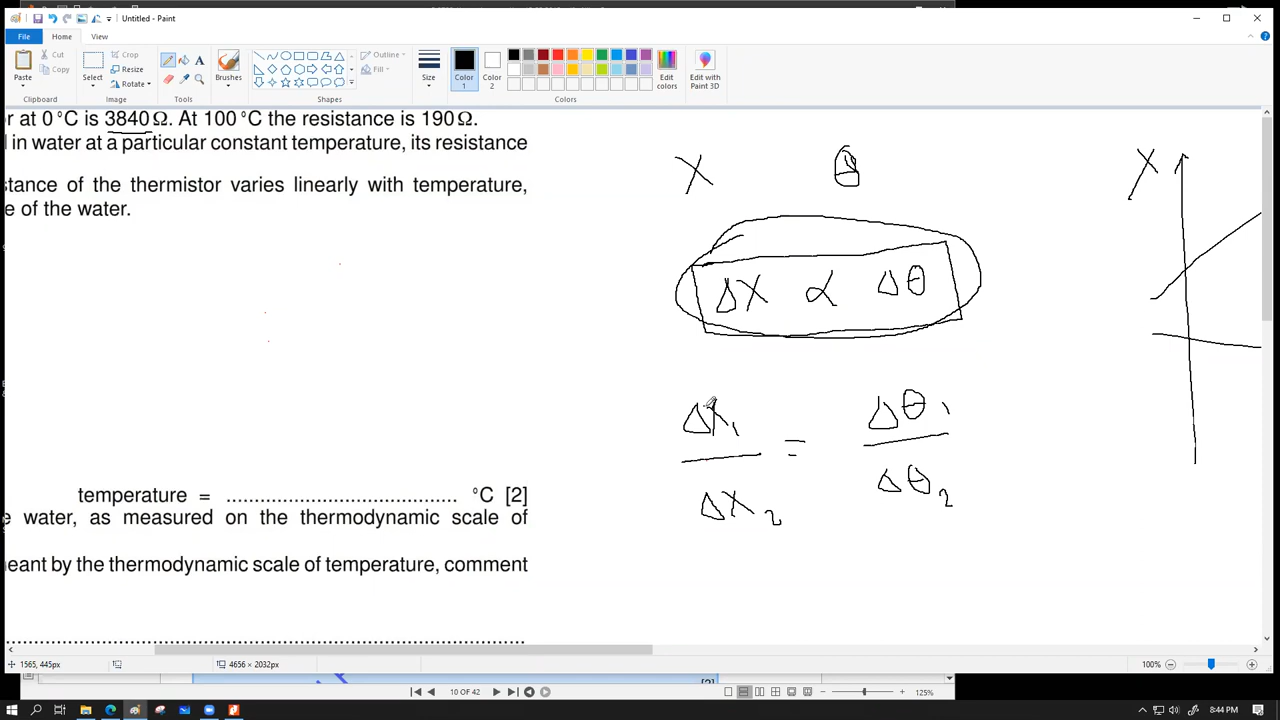 Untitled - Paint
File Home View
Paste Cut Copy Clipboard
Select Crop Resize Rotate Image
Tools
Brushes
Shapes
Outline Fill
Size
Color 1
Color 2
Edit colors
Colors
Edit with Paint 3D
r at 0 °C is 3840 Ω. At 100 °C the resistance is 190 Ω.
in water at a particular constant temperature, its resistance
stance of the thermistor varies linearly with temperature,
e of the water.
X θ
X
ΔX ∝ Δθ
ΔX₁ / ΔX₂ = Δθ₁ / Δθ₂
temperature = ......................................... °C [2]
e water, as measured on the thermodynamic scale of
eant by the thermodynamic scale of temperature, comment
1565, 445px 4656 × 2032px 100%
[2]
10 OF 42 125%
8:44 PM